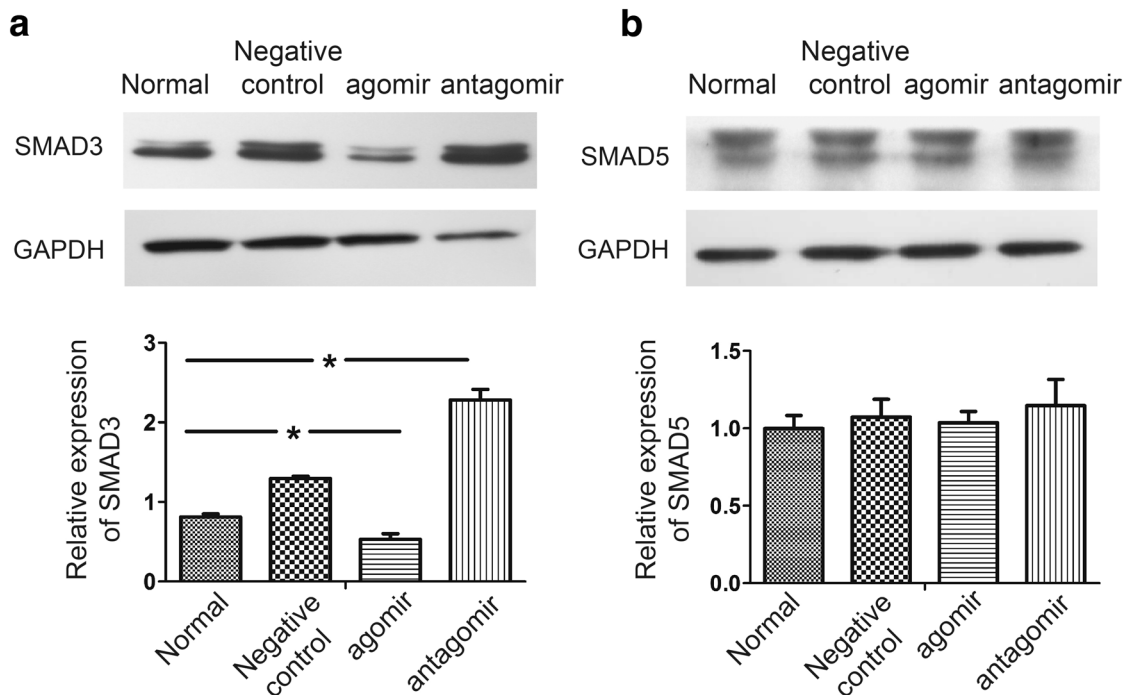 a
Negative
Normal control agomir antagomir
SMAD3
GAPDH
3
2
1
0
Relative expression
of SMAD3
*
*
Normal
Negative
control
agomir
antagomir
b
Negative
Normal control agomir antagomir
SMAD5
GAPDH
1.5
1.0
0.5
0.0
Relative expression
of SMAD5
Normal
Negative
control
agomir
antagomir